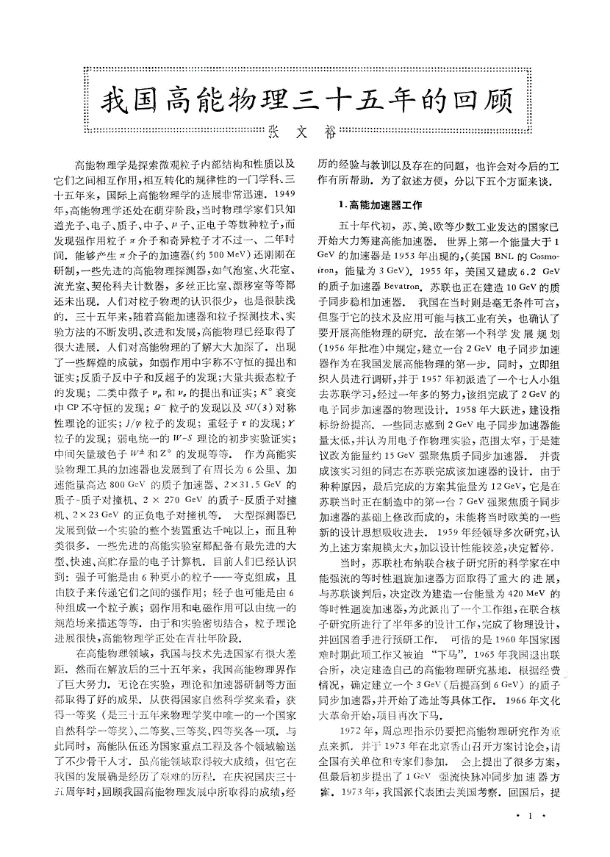 我国高能物理三十五年的回顾
张 文 裕
高能物理学是探索微观粒子内部结构和性质以及
它们之间相互作用,相互转化的规律性的一门学科、三
十五年来，国际上高能物理学的进展非常迅速．1949
年,高能物理学还处在萌芽阶段,当时物理学家们只知
道光子、电子、质子、中子、μ子、正电子等数种粒子,而
发现强作用粒子π介子和奇异粒子才不过一、二年时
间．能够产生π介子的加速器(约500 MeV)还刚刚在
研制,一些先进的高能物理探测器,如气泡室、火花室、
流光室、契伦科夫计数器，多丝正比室、漂移室等等都
还未出现．人们对粒子物理的认识很少，也是很肤浅
的．三十五年来,随着高能加速器和粒子探测技术、实
验方法的不断发明、改进和发展,高能物理已经取得了
很大进展．人们对高能物理的了解大大加深了．出现
了一些辉煌的成就，如弱作用中宇称不守恒的提出和
证实;反质子反中子和反超子的发现;大量共振态粒子
的发现；二类中微子 νμ 和 νe 的提出和证实；K° 衰变
中CP不守恒的发现；Ω⁻ 粒子的发现以及 SU(3) 对称
性理论的证实；J/ψ 粒子的发现；重轻子 τ 的发现；Υ
粒子的发现；弱电统一的 W-S 理论的初步实验证实；
中间矢量玻色子 W± 和 Z° 的发现等等． 作为高能实
验物理工具的加速器也发展到了有周长为 6 公里、加
速能量高达 800 GeV 的质子加速器、2×31.5 GeV 的
质子-质子对撞机、2 × 270 GeV 的质子-反质子对撞
机、2×23 GeV 的正负电子对撞机等． 大型探测器已
发展到做一个实验的整个装置重达千吨以上，而且种
类很多．一些先进的高能实验室都配备有最先进的大
型、快速、高贮存量的电子计算机．目前人们已经认识
到：强子可能是由 6 种更小的粒子——夸克组成，且
由胶子来传递它们之间的强作用；轻子也可能是由 6
种组成一个粒子族；弱作用和电磁作用可以由统一的
规范场来描述等等．由于和实验密切结合，粒子理论
进展很快,高能物理学正处在青壮年阶段．
在高能物理领域，我国与技术先进国家有很大差
距．然而在解放后的三十五年来，我国高能物理界作
了巨大努力．无论在实验，理论和加速器研制等方面
都取得了好的成果．从获得国家自然科学奖来看，获
得一等奖（是三十五年来物理学奖中唯一的一个国家
自然科学一等奖）、二等奖、三等奖、四等奖各一项．与
此同时，高能队伍还为国家重点工程及各个领域输送
了不少骨干人才．虽高能领域取得较大成绩，但它在
我国的发展确是经历了艰难的历程．在庆祝国庆三十
五周年时,回顾我国高能物理发展中所取得的成绩,经
历的经验与教训以及存在的问题，也许会对今后的工
作有所帮助．为了叙述方便，分以下五个方面来谈．
1．高能加速器工作
五十年代初，苏、美、欧等少数工业发达的国家已
开始大力筹建高能加速器． 世界上第一个能量大于 1
GeV 的加速器是 1953 年出现的,(美国 BNL 的 Cosmo-
tron，能量为 3 GeV)．1955 年，美国又建成 6.2 GeV
的质子加速器 Bevatron．苏联也正在建造 10 GeV 的质
子同步稳相加速器． 我国在当时则是毫无条件可言，
但鉴于它的技术及应用可能与核工业有关，也确认了
要开展高能物理的研究．故在第一个科学发展规划
(1956 年批准)中规定,建立一台 2 GeV 电子同步加速
器作为在我国发展高能物理的第一步．同时，立即组
织人员进行调研，并于 1957 年初派遣了一个七人小组
去苏联学习,经过一年多的努力,该组完成了 2 GeV 的
电子同步加速器的物理设计．1958 年大跃进，建设指
标纷纷提高．一些同志感到 2 GeV 电子同步加速器能
量太低,并认为用电子作物理实验，范围太窄，于是建
议改为能量约 15 GeV 强聚焦质子同步加速器． 并责
成该实习组的同志在苏联完成该加速器的设计．由于
种种原因，最后完成的方案其能量为 12 GeV，它是在
苏联当时正在制造中的第一台 7 GeV 强聚焦质子同步
加速器的基础上修改而成的，未能将当时欧美的一些
新的设计思想吸收进去． 1959 年经领导多次研究,认
为上述方案规模太大,加以设计性能较差,决定暂停．
当时，苏联杜布纳联合核子研究所的科学家在中
能强流的等时性迴旋加速器方面取得了重大的进展，
与苏联谈判后，决定改为建造一台能量为 420 MeV 的
等时性迴旋加速器,为此派出了一个工作组,在联合核
子研究所进行了半年多的设计工作,完成了物理设计，
并回国着手进行预研工作． 可惜的是 1960 年国家困
难时期此项工作又被迫“下马”．1965 年我国退出联
合所，决定建造自己的高能物理研究基地．根据经费
情况，确定建立一个 3 GeV (后提高到 6 GeV) 的质子
同步加速器,并开始了选址等具体工作．1966 年文化
大革命开始,项目再次下马．
1972 年，周总理指示仍要把高能物理研究作为重
点来抓．并于 1973 年在北京香山召开方案讨论会,请
全国有关单位和专家们参加． 会上提出了很多方案，
但最后初步提出了 1 GeV 强流快脉冲同步加速器方
案．1973年，我国派代表团去美国考察．回国后，提
• 1 •